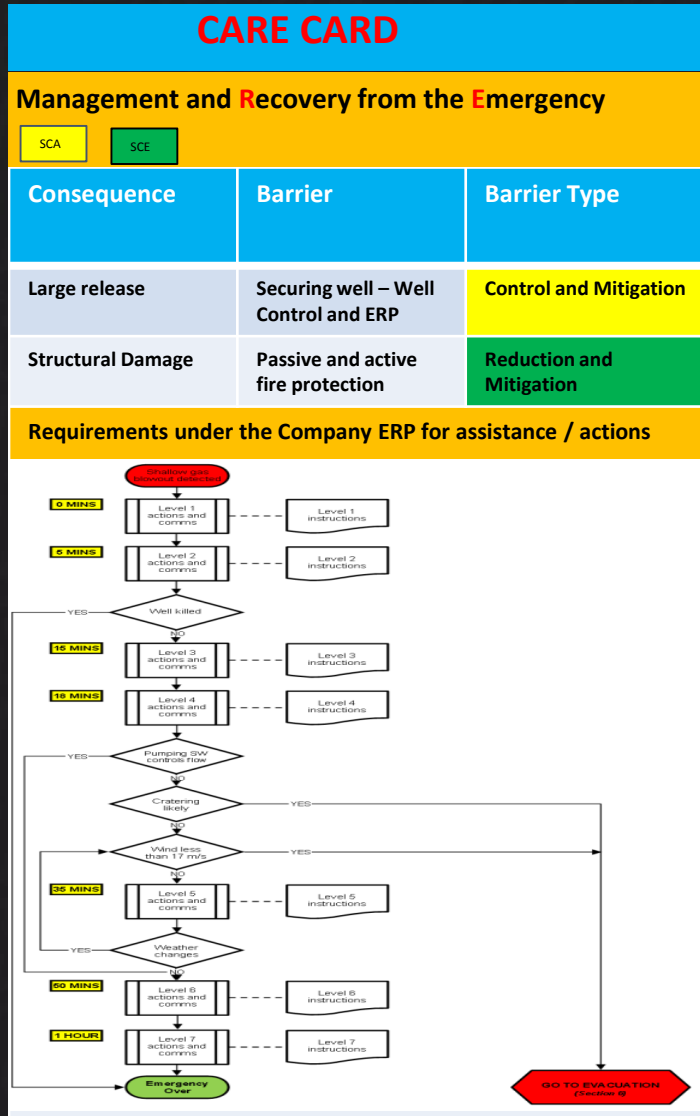 CARE CARD
Management and Recovery from the Emergency
SCA
SCE
Consequence
Barrier
Barrier Type
Large release
Securing well – Well
Control and ERP
Control and Mitigation
Structural Damage
Passive and active
fire protection
Reduction and
Mitigation
Requirements under the Company ERP for assistance / actions
Shallow gas
blowout detected
0 MINS
Level 1
actions and
comms
Level 1
instructions
5 MINS
Level 2
actions and
comms
Level 2
instructions
YES
Well killed
NO
15 MINS
Level 3
actions and
comms
Level 3
instructions
18 MINS
Level 4
actions and
comms
Level 4
instructions
YES
Pumping SW
controls flow
NO
Cratering
likely
YES
NO
Wind less
than 17 m/s
YES
NO
35 MINS
Level 5
actions and
comms
Level 5
instructions
YES
Weather
changes
NO
50 MINS
Level 6
actions and
comms
Level 6
instructions
1 HOUR
Level 7
actions and
comms
Level 7
instructions
Emergency
Over
GO TO EVACUATION